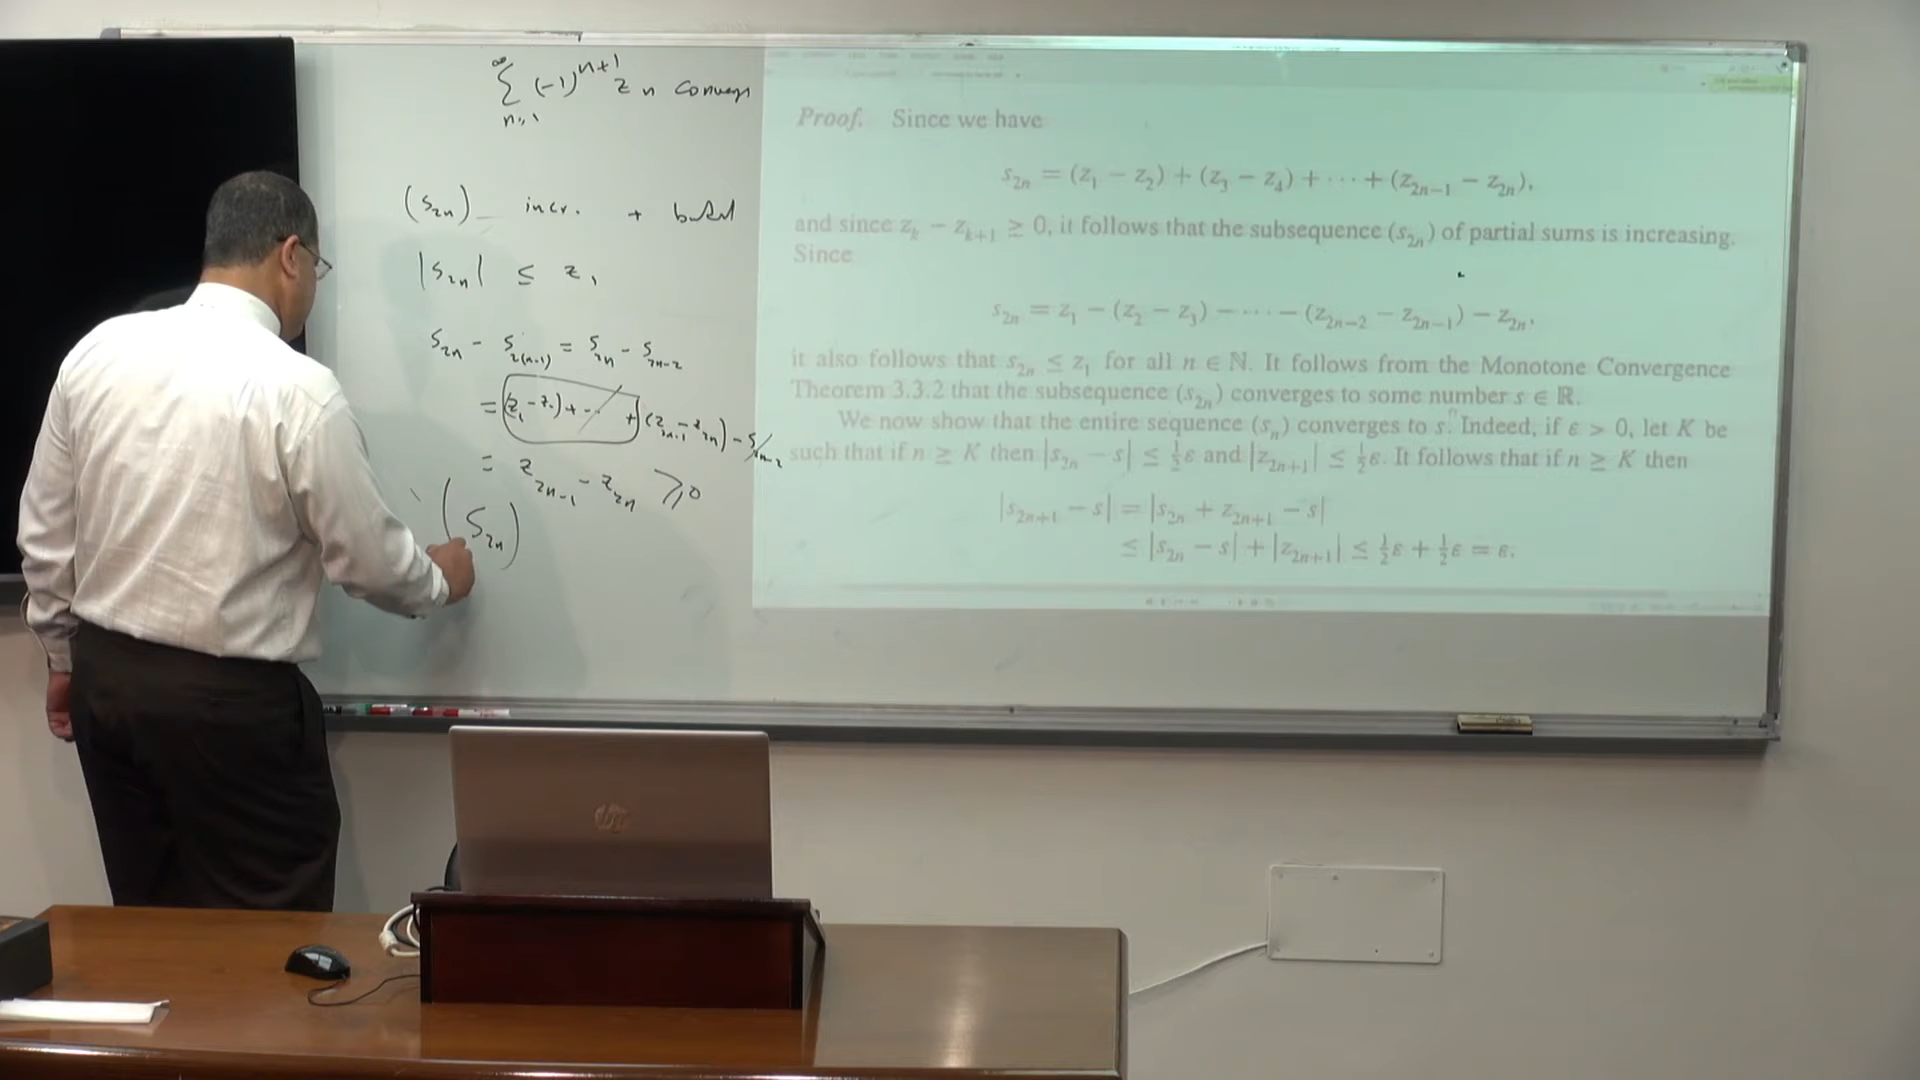 ∞
∑ (-1)^{n+1} z_n
n=1
(s_{2n}) incr. +
|s_{2n}| ≤ z_1
s_{2n} - s_{2(n-1)} = s_{2n} - s_{2n-2}
= (z_1 - z_2) + ... + (z_{2n-1} - z_{2n}) - s_{2n-2}
= z_{2n-1} - z_{2n} ≥ 0
(S_{2n})
Proof. Since we have
s_{2n} = (z_1 − z_2) + (z_3 − z_4) + ··· + (z_{2n−1} − z_{2n}),
and since z_k − z_{k+1} ≥ 0, it follows that the subsequence (s_{2n}) of partial sums is increasing.
Since
s_{2n} = z_1 − (z_2 − z_3) − ··· − (z_{2n−2} − z_{2n−1}) − z_{2n},
it also follows that s_{2n} ≤ z_1 for all n ∈ ℕ. It follows from the Monotone Convergence
Theorem 3.3.2 that the subsequence (s_{2n}) converges to some number s ∈ ℝ.
We now show that the entire sequence (s_n) converges to s. Indeed, if ε > 0, let K be
such that if n ≥ K then |s_{2n} − s| ≤ ½ε and |z_{2n+1}| ≤ ½ε. It follows that if n ≥ K then
|s_{2n+1} − s| = |s_{2n} + z_{2n+1} − s|
≤ |s_{2n} − s| + |z_{2n+1}| ≤ ½ε + ½ε = ε.
hp